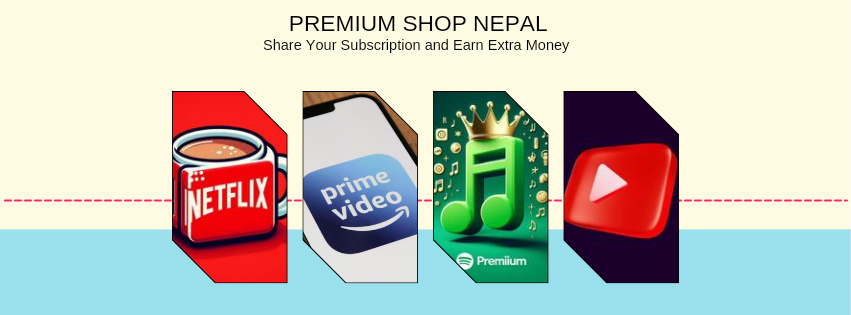 PREMIUM SHOP NEPAL
Share Your Subscription and Earn Extra Money
NETFLIX
prime
video
Premiium